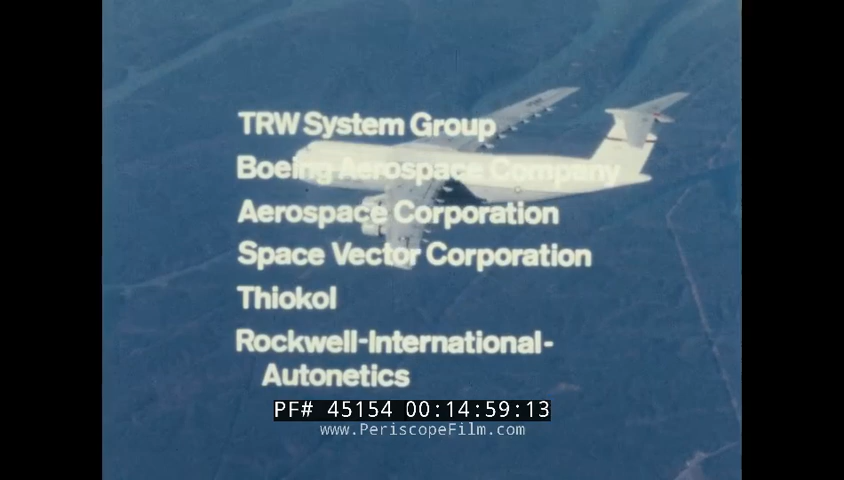 TRW System Group
Boeing Aerospace Company
Aerospace Corporation
Space Vector Corporation
Thiokol
Rockwell-International-
Autonetics
PF# 45154 00:14:59:13
www.PeriscopeFilm.com